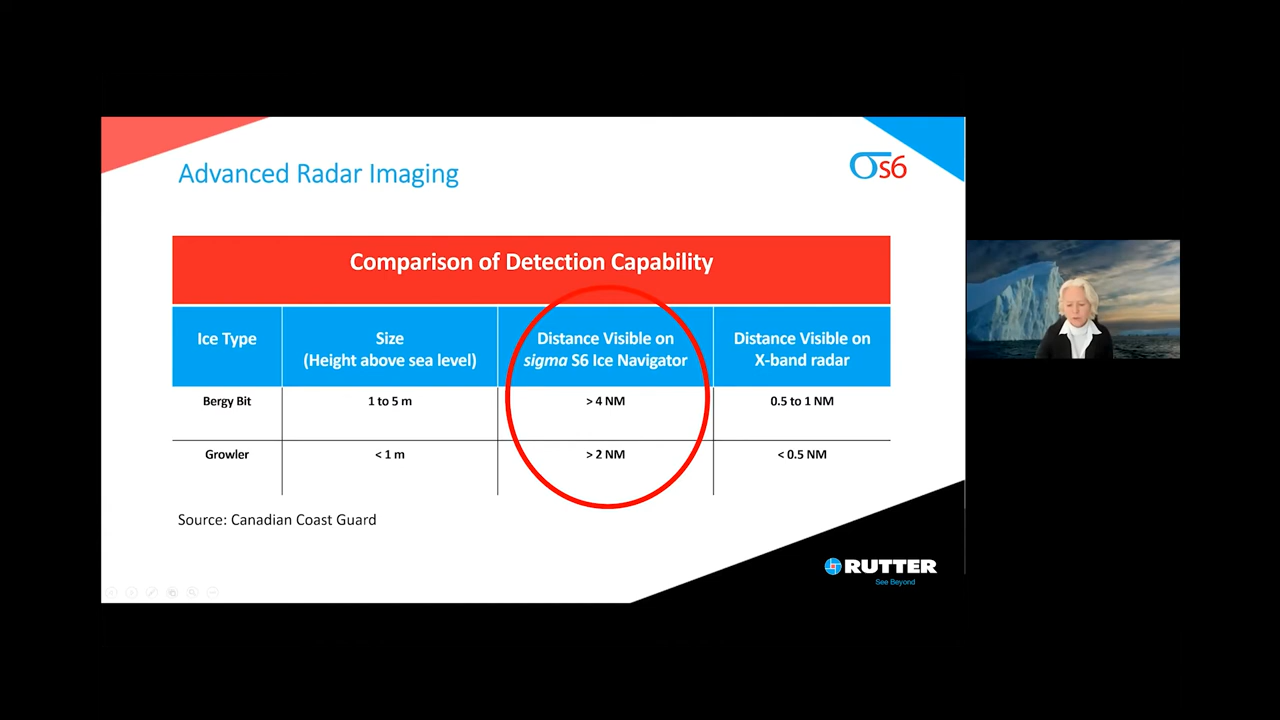 Advanced Radar Imaging
σs6
Comparison of Detection Capability
Ice Type
Size
(Height above sea level)
Distance Visible on
sigma S6 Ice Navigator
Distance Visible on
X-band radar
Bergy Bit
1 to 5 m
> 4 NM
0.5 to 1 NM
Growler
< 1 m
> 2 NM
< 0.5 NM
Source: Canadian Coast Guard
RUTTER
See Beyond